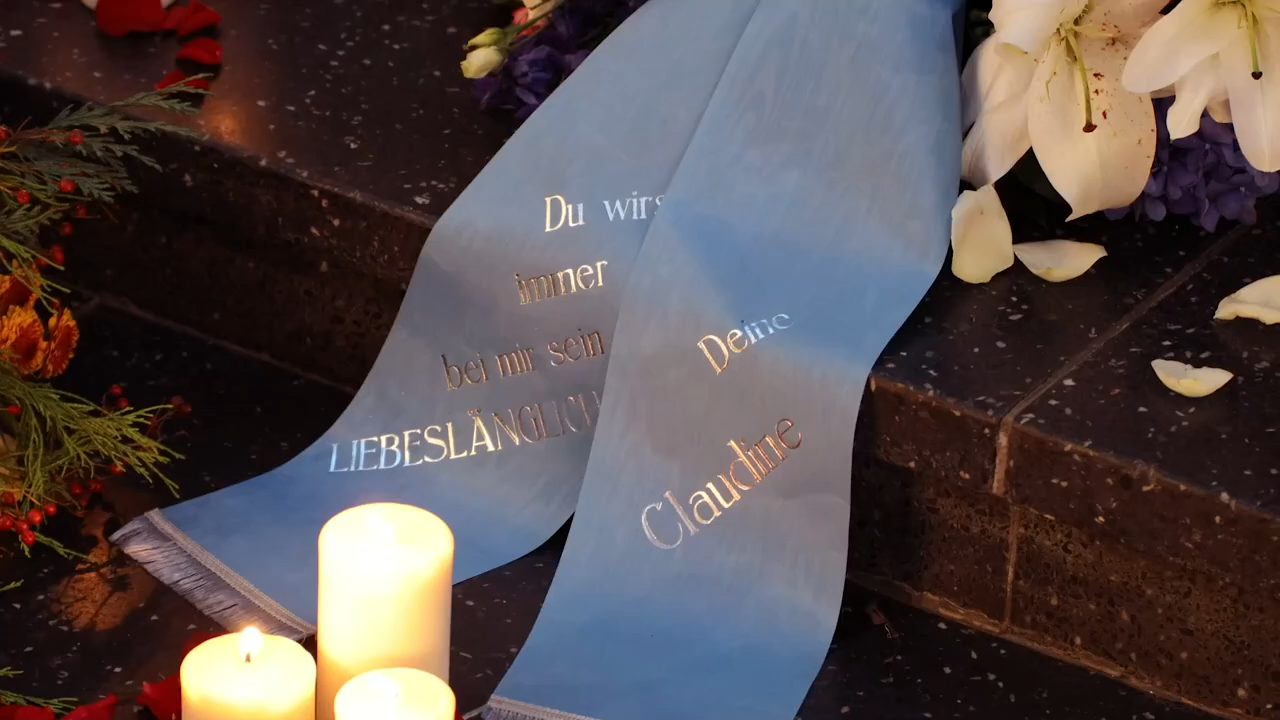 Du wirs
immer
bei mir sein
LIEBESLÄNGLICH
Deine
Claudine